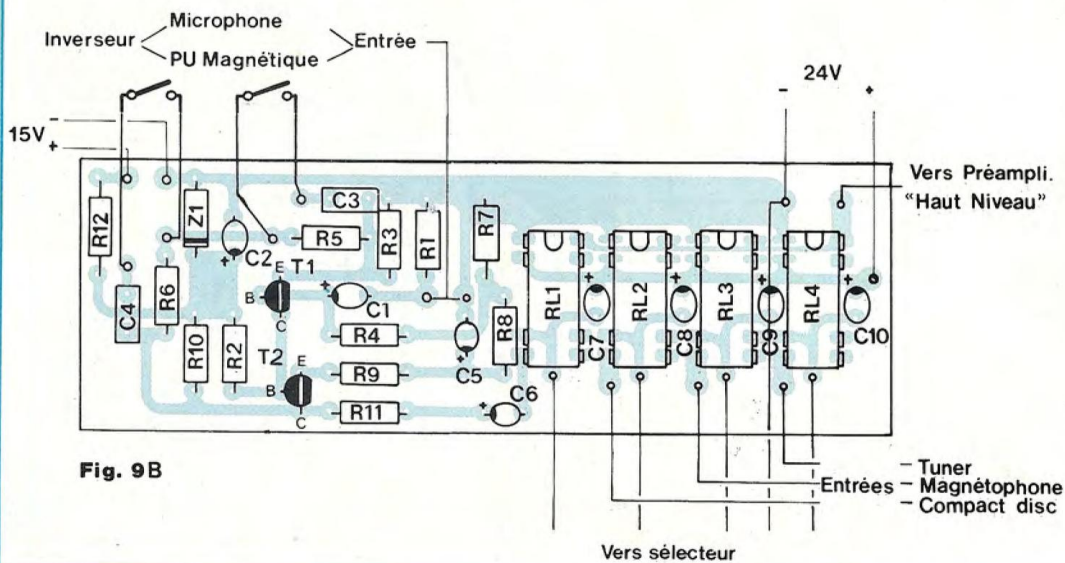 Microphone
Inverseur
PU Magnétique
Entrée
24V
- +
15V
-
+
Vers Préampli.
"Haut Niveau"
R12
Z1
C2
+
C3
R5
R3
R1
R7
C4
R6
T1
E
B
C
C1
+
R4
R10
R2
T2
E
B
C
R9
R11
C5
+
R8
C6
+
RL1
C7
+
RL2
C8
+
RL3
C9
+
RL4
C10
+
Fig. 9B
Entrées
- Tuner
- Magnétophone
- Compact disc
Vers sélecteur